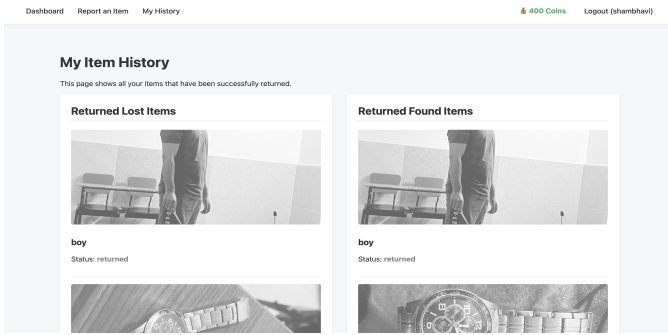 Dashboard Report an Item My History 💰 400 Coins Logout (shambhavi)
My Item History
This page shows all your items that have been successfully returned.
Returned Lost Items
boy
Status: returned
Returned Found Items
boy
Status: returned